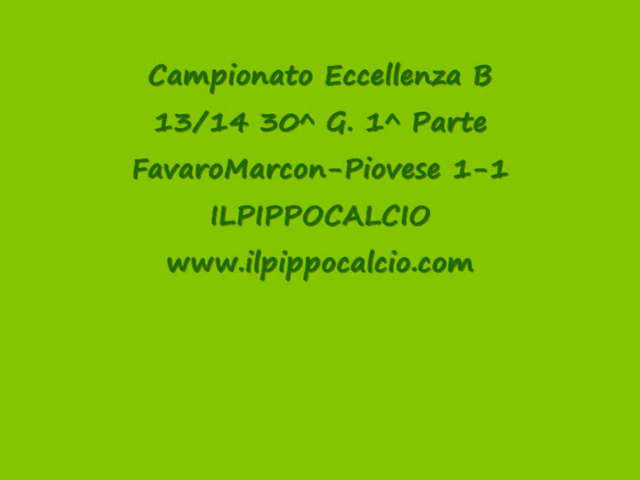 Campionato Eccellenza B
13/14 30^ G. 1^ Parte
FavaroMarcon-Piovese 1-1
ILPIPPOCALCIO
www.ilpippocalcio.com